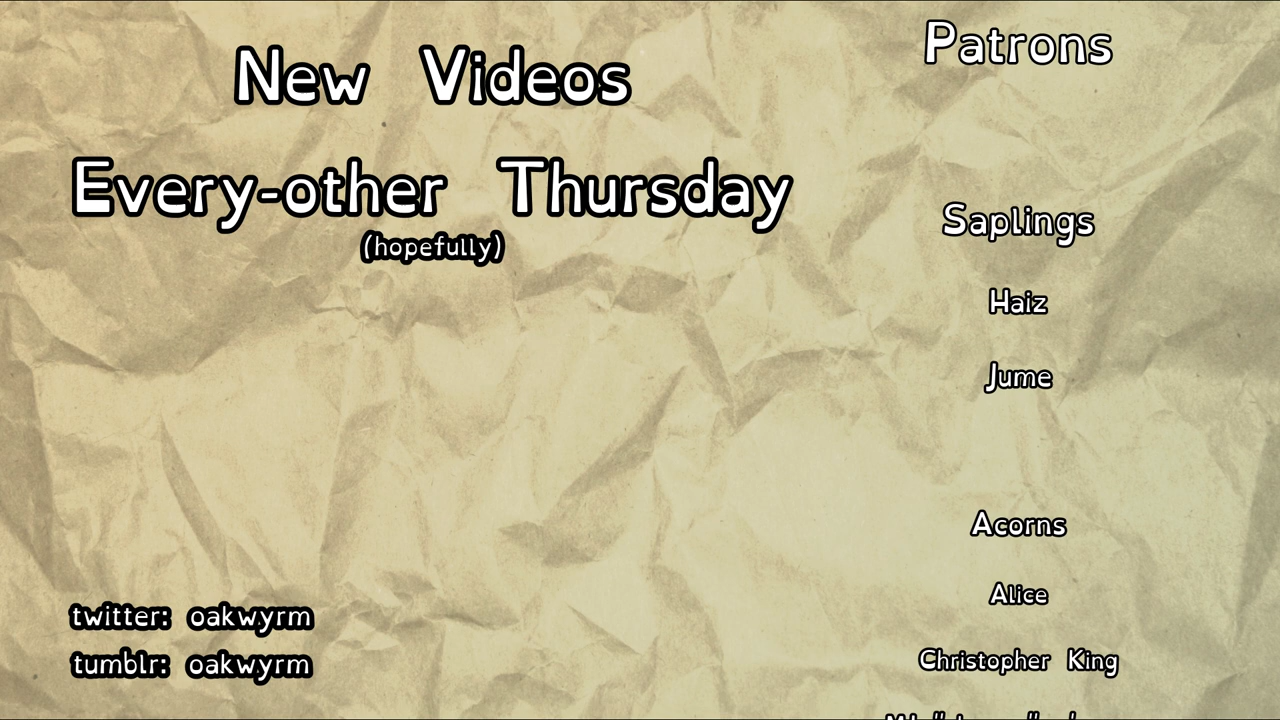 New Videos
Every-other Thursday
(hopefully)
twitter: oakwyrm
tumblr: oakwyrm
Patrons
Saplings
Haiz
Jume
Acorns
Alice
Christopher King